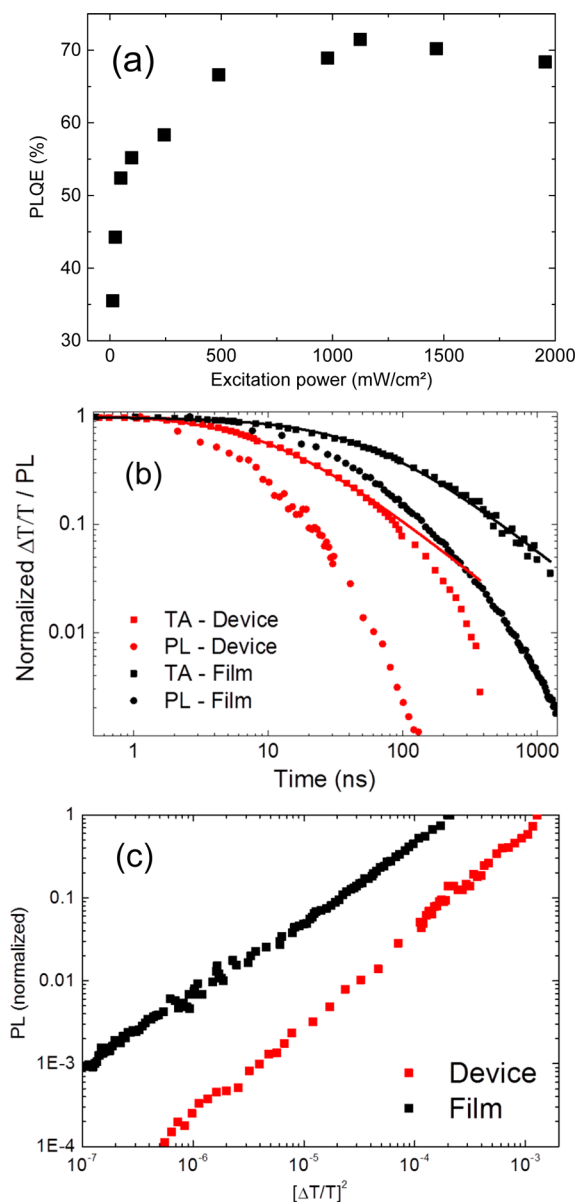 (a)
PLQE (%)
70
60
50
40
30
0 500 1000 1500 2000
Excitation power (mW/cm²)
(b)
Normalized ΔT/T / PL
1
0.1
0.01
TA - Device
PL - Device
TA - Film
PL - Film
1 10 100 1000
Time (ns)
(c)
PL (normalized)
1
0.1
0.01
1E-3
1E-4
Device
Film
10⁻⁷ 10⁻⁶ 10⁻⁵ 10⁻⁴ 10⁻³
[ΔT/T]²